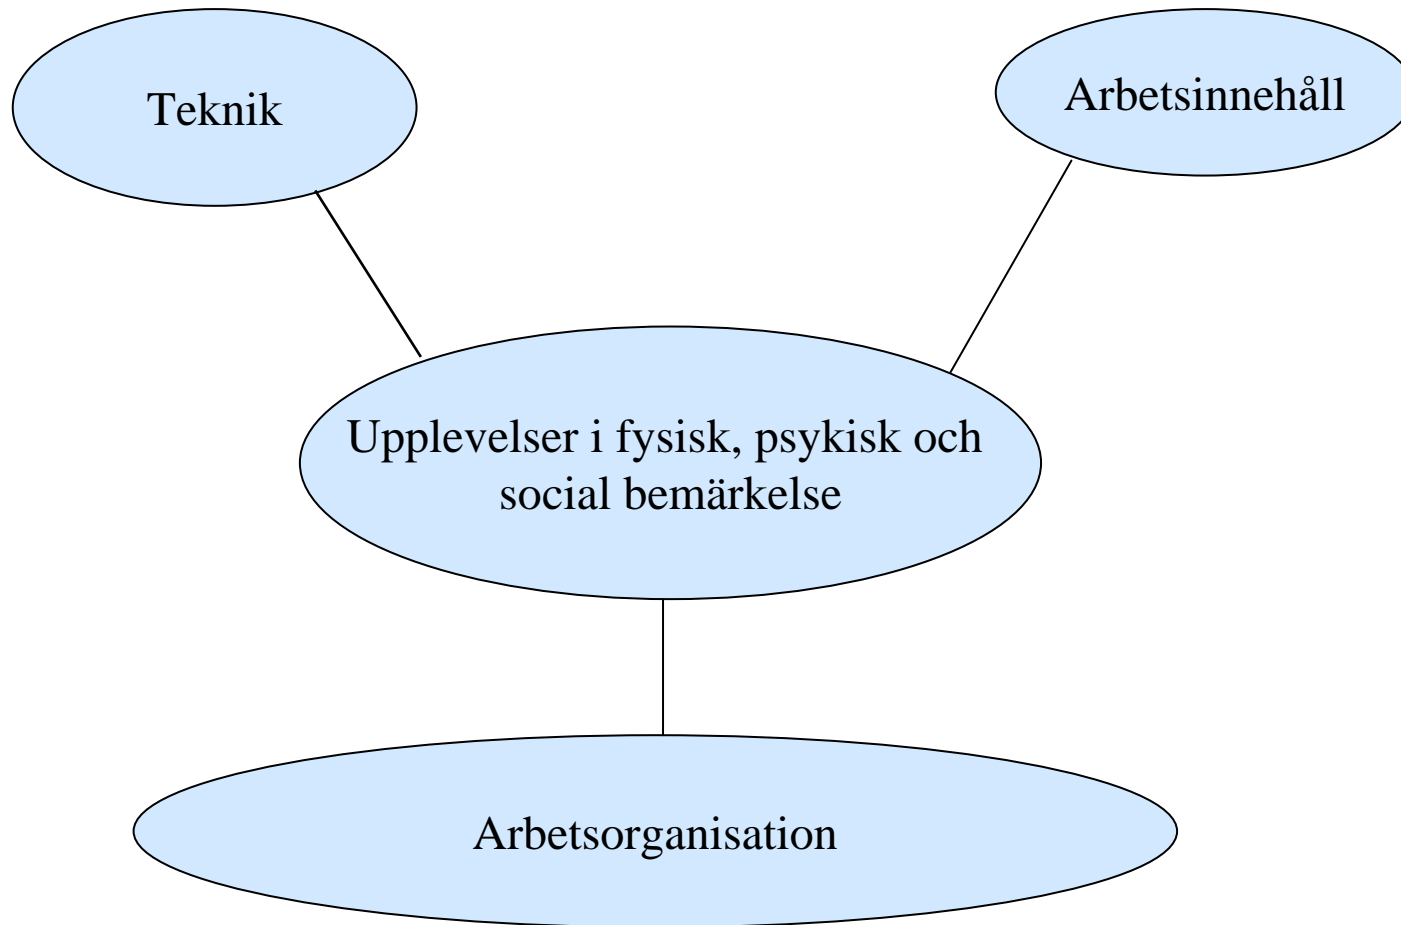 Teknik
Arbetsinnehåll
Upplevelser i fysisk, psykisk och
social bemärkelse
Arbetsorganisation